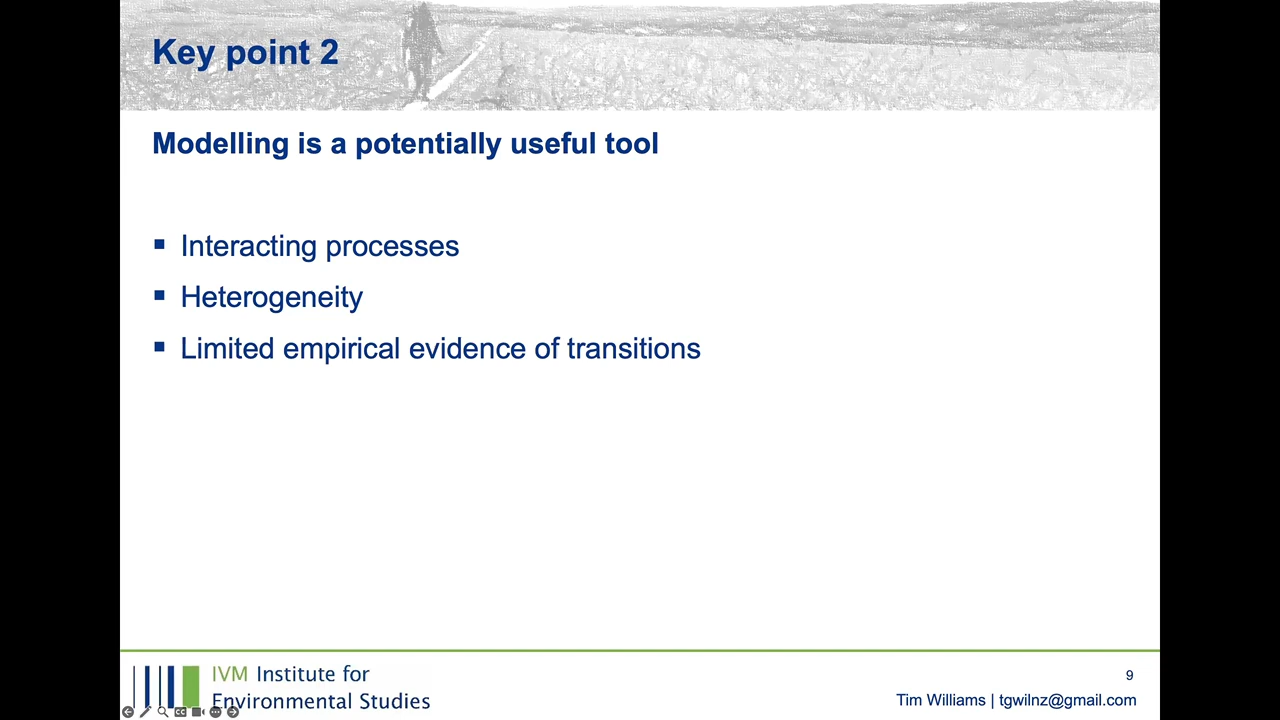 Key point 2
Modelling is a potentially useful tool
▪ Interacting processes
▪ Heterogeneity
▪ Limited empirical evidence of transitions
IVM Institute for
Environmental Studies
9
Tim Williams | tgwilnz@gmail.com